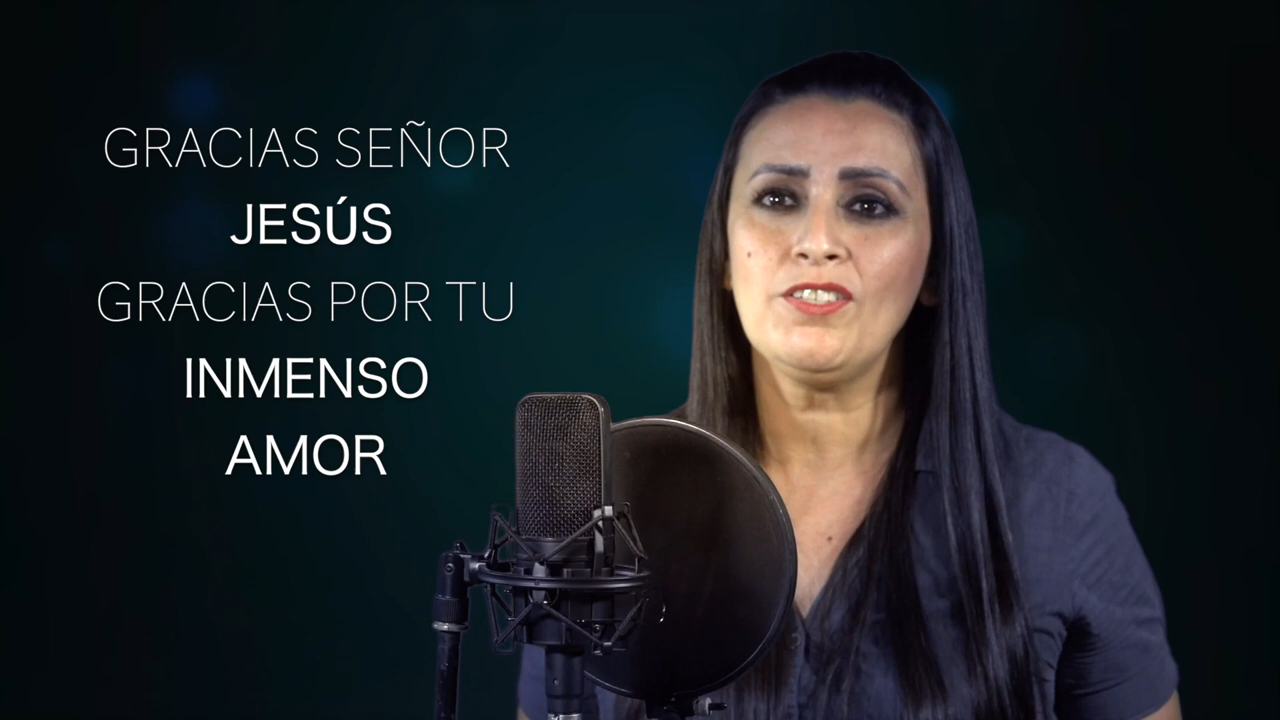 GRACIAS SEÑOR
JESÚS
GRACIAS POR TU
INMENSO
AMOR